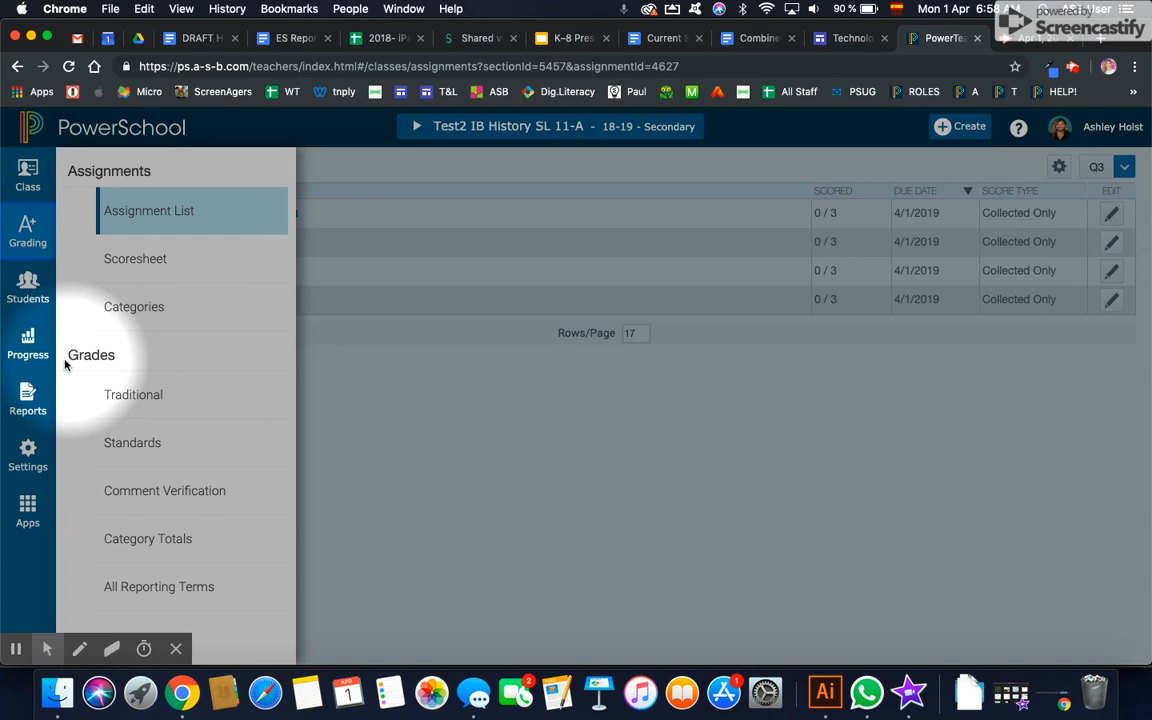 Chrome File Edit View History Bookmarks People Window Help 90 % Mon 1 Apr 6:58
powered by
Screencastify
DRAFT H ES Repor 2018- iPa Shared v K–8 Pres Current S Combine Technolo PowerTea
https://ps.a-s-b.com/teachers/index.html#/classes/assignments?sectionId=5457&assignmentId=4627
Apps Micro ScreenAgers WT tnply T&L ASB Dig.Literacy Paul All Staff PSUG ROLES A T HELP! »
PowerSchool Test2 IB History SL 11-A - 18-19 - Secondary Create Ashley Holst
Class
Grading
Students
Progress
Reports
Settings
Apps
Assignments
Assignment List
Scoresheet
Categories
Grades
Traditional
Standards
Comment Verification
Category Totals
All Reporting Terms
Q3
SCORED DUE DATE SCORE TYPE EDIT
0 / 3 4/1/2019 Collected Only
0 / 3 4/1/2019 Collected Only
0 / 3 4/1/2019 Collected Only
0 / 3 4/1/2019 Collected Only
Rows/Page 17
2 APR 1 1 Ai